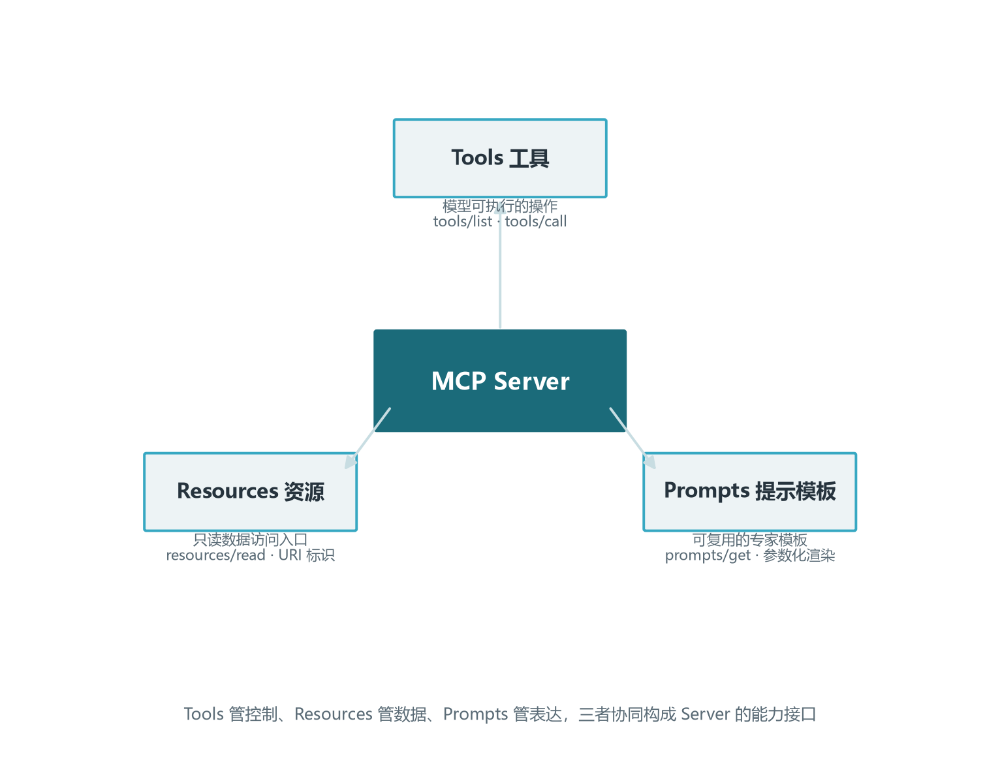 Tools 工具
模型可执行的操作
tools/list · tools/call
MCP Server
Resources 资源
只读数据访问入口
resources/read · URI 标识
Prompts 提示模板
可复用的专家模板
prompts/get · 参数化渲染
Tools 管控制、Resources 管数据、Prompts 管表达，三者协同构成 Server 的能力接口